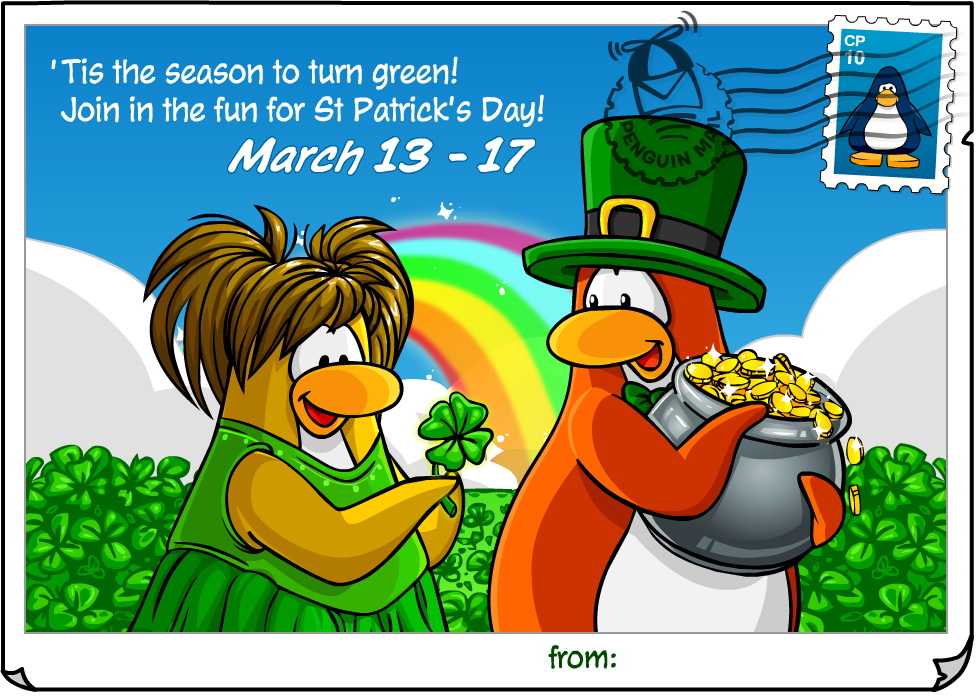 'Tis the season to turn green!
Join in the fun for St Patrick's Day!
March 13 - 17
CP
10
PENGUIN M
from: